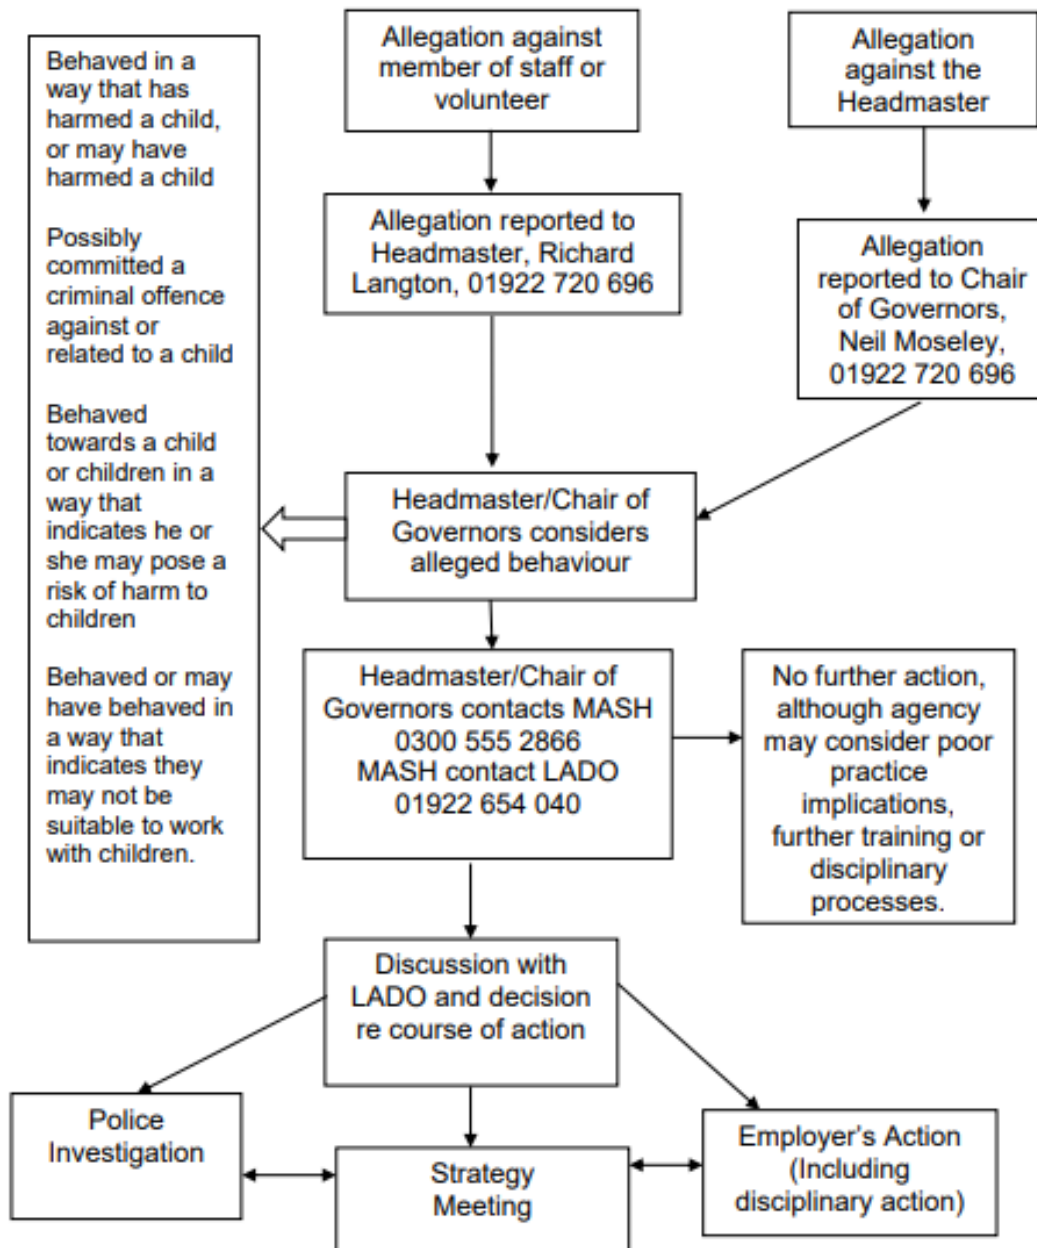 Allegation against
member of staff or
volunteer
Allegation
against the
Headmaster
Behaved in a
way that has
harmed a child,
or may have
harmed a child
Possibly
committed a
criminal offence
against or
related to a child
Behaved
towards a child
or children in a
way that
indicates he or
she may pose a
risk of harm to
children
Behaved or may
have behaved in
a way that
indicates they
may not be
suitable to work
with children.
Allegation reported to
Headmaster, Richard
Langton, 01922 720 696
Allegation
reported to Chair
of Governors,
Neil Moseley,
01922 720 696
Headmaster/Chair of
Governors considers
alleged behaviour
Headmaster/Chair of
Governors contacts MASH
0300 555 2866
MASH contact LADO
01922 654 040
No further action,
although agency
may consider poor
practice
implications,
further training or
disciplinary
processes.
Discussion with
LADO and decision
re course of action
Police
Investigation
Strategy
Meeting
Employer's Action
(Including
disciplinary action)